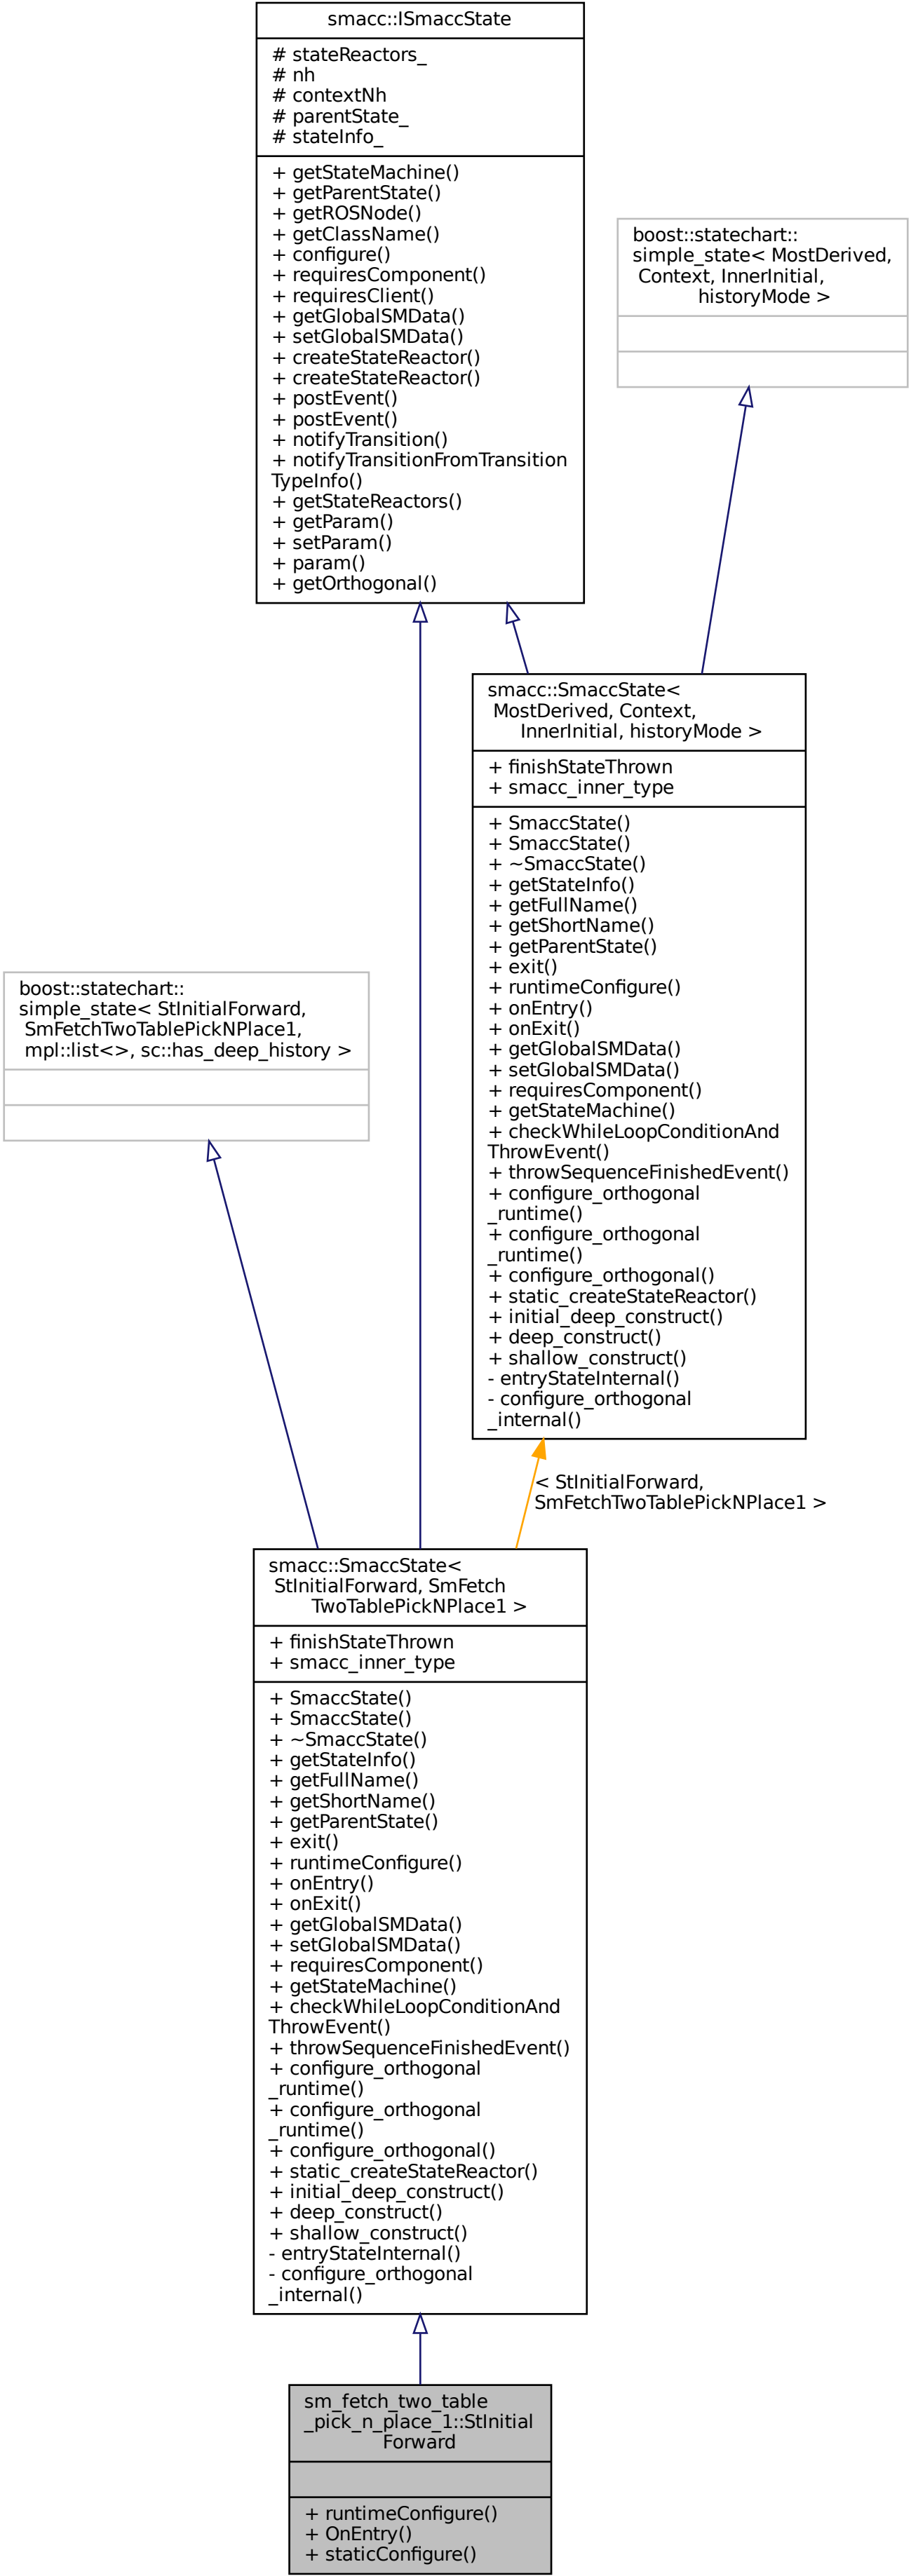 smacc::ISmaccState
# stateReactors_
# nh
# contextNh
# parentState_
# stateInfo_
+ getStateMachine()
+ getParentState()
+ getROSNode()
+ getClassName()
+ configure()
+ requiresComponent()
+ requiresClient()
+ getGlobalSMData()
+ setGlobalSMData()
+ createStateReactor()
+ createStateReactor()
+ postEvent()
+ postEvent()
+ notifyTransition()
+ notifyTransitionFromTransition
TypeInfo()
+ getStateReactors()
+ getParam()
+ setParam()
+ param()
+ getOrthogonal()
boost::statechart::
simple_state< MostDerived,
Context, InnerInitial,
historyMode >
smacc::SmaccState<
MostDerived, Context,
InnerInitial, historyMode >
+ finishStateThrown
+ smacc_inner_type
+ SmaccState()
+ SmaccState()
+ ~SmaccState()
+ getStateInfo()
+ getFullName()
+ getShortName()
+ getParentState()
+ exit()
+ runtimeConfigure()
+ onEntry()
+ onExit()
+ getGlobalSMData()
+ setGlobalSMData()
+ requiresComponent()
+ getStateMachine()
+ checkWhileLoopConditionAnd
ThrowEvent()
+ throwSequenceFinishedEvent()
+ configure_orthogonal
_runtime()
+ configure_orthogonal
_runtime()
+ configure_orthogonal()
+ static_createStateReactor()
+ initial_deep_construct()
+ deep_construct()
+ shallow_construct()
- entryStateInternal()
- configure_orthogonal
_internal()
boost::statechart::
simple_state< StInitialForward,
SmFetchTwoTablePickNPlace1,
mpl::list<>, sc::has_deep_history >
< StInitialForward,
SmFetchTwoTablePickNPlace1 >
smacc::SmaccState<
StInitialForward, SmFetch
TwoTablePickNPlace1 >
+ finishStateThrown
+ smacc_inner_type
+ SmaccState()
+ SmaccState()
+ ~SmaccState()
+ getStateInfo()
+ getFullName()
+ getShortName()
+ getParentState()
+ exit()
+ runtimeConfigure()
+ onEntry()
+ onExit()
+ getGlobalSMData()
+ setGlobalSMData()
+ requiresComponent()
+ getStateMachine()
+ checkWhileLoopConditionAnd
ThrowEvent()
+ throwSequenceFinishedEvent()
+ configure_orthogonal
_runtime()
+ configure_orthogonal
_runtime()
+ configure_orthogonal()
+ static_createStateReactor()
+ initial_deep_construct()
+ deep_construct()
+ shallow_construct()
- entryStateInternal()
- configure_orthogonal
_internal()
sm_fetch_two_table
_pick_n_place_1::StInitial
Forward
+ runtimeConfigure()
+ OnEntry()
+ staticConfigure()